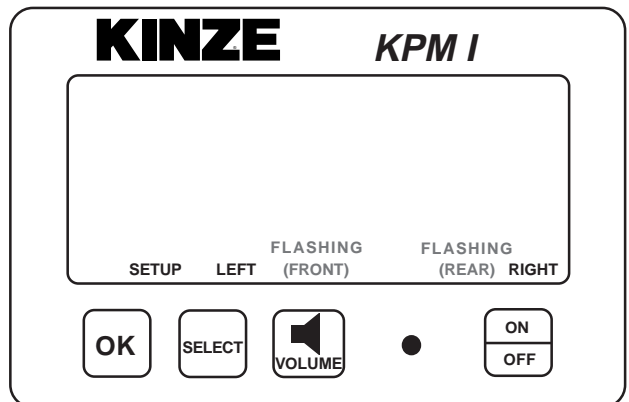 KINZE KPM I
FLASHING FLASHING
SETUP LEFT (FRONT) (REAR) RIGHT
OK SELECT VOLUME ON
OFF